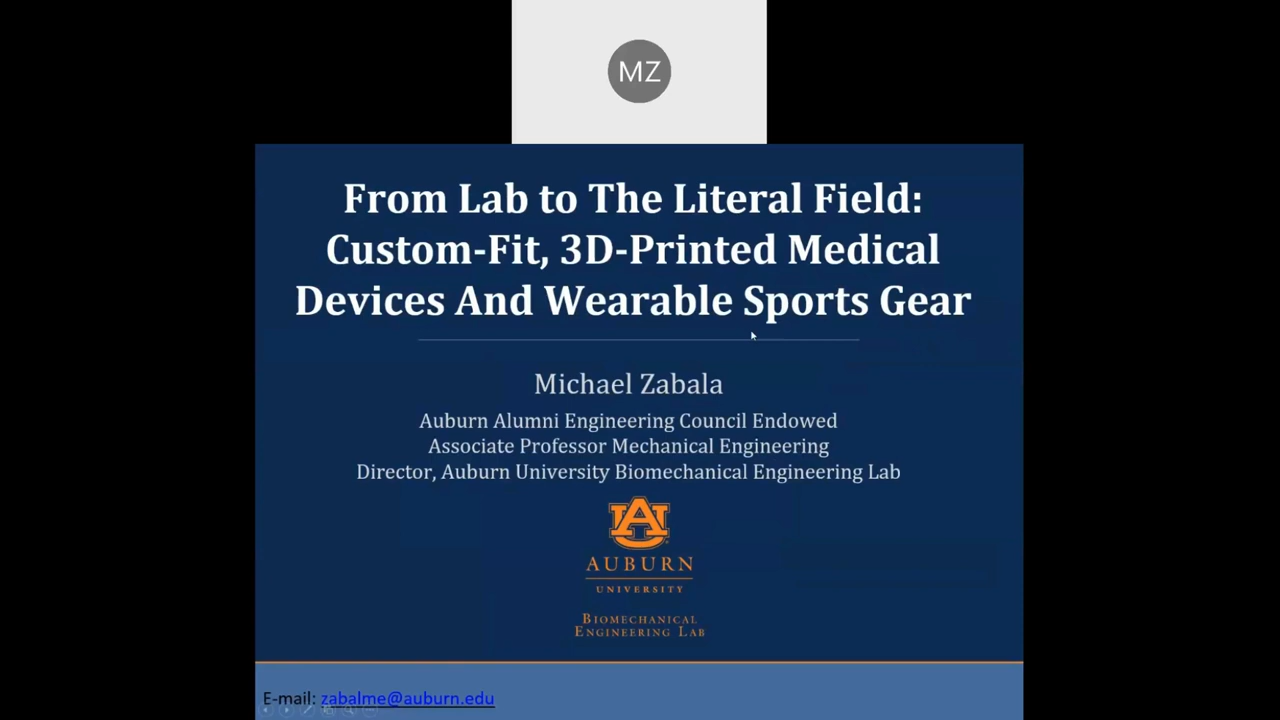 MZ
From Lab to The Literal Field:
Custom-Fit, 3D-Printed Medical
Devices And Wearable Sports Gear
Michael Zabala
Auburn Alumni Engineering Council Endowed
Associate Professor Mechanical Engineering
Director, Auburn University Biomechanical Engineering Lab
AU
AUBURN
UNIVERSITY
BIOMECHANICAL
ENGINEERING LAB
E-mail: zabalme@auburn.edu